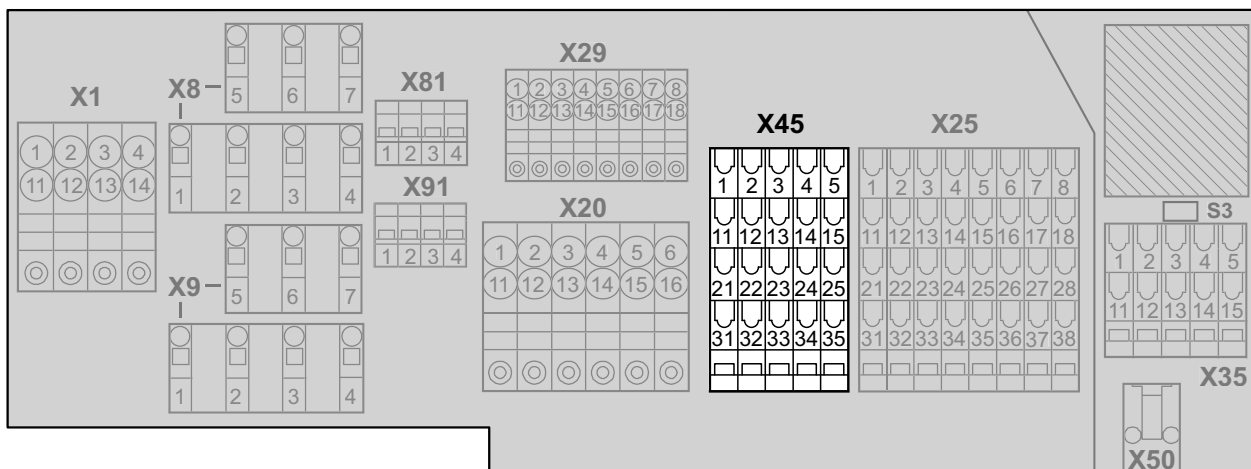 X1
1 2 3 4
11 12 13 14
X8
5 6 7
1 2 3 4
X9
5 6 7
1 2 3 4
X81
1 2 3 4
X91
1 2 3 4
X29
1 2 3 4 5 6 7 8
11 12 13 14 15 16 17 18
X20
1 2 3 4 5 6
11 12 13 14 15 16
X45
1 2 3 4 5
11 12 13 14 15
21 22 23 24 25
31 32 33 34 35
X25
1 2 3 4 5 6 7 8
11 12 13 14 15 16 17 18
21 22 23 24 25 26 27 28
31 32 33 34 35 36 37 38
S3
1 2 3 4 5
11 12 13 14 15
X35
X50